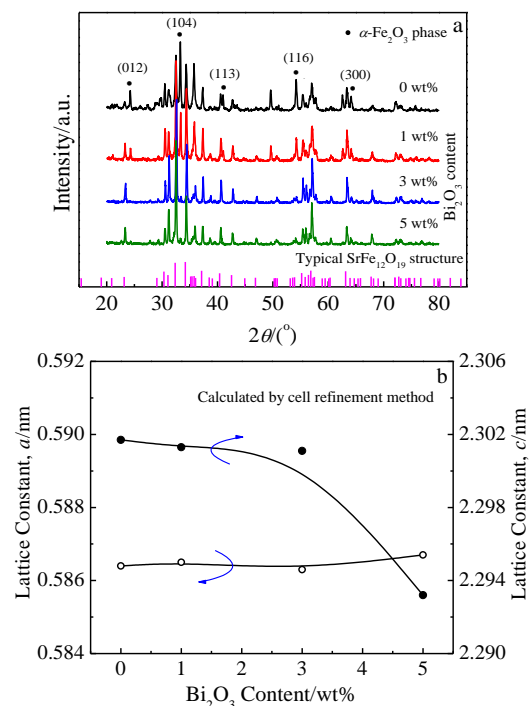 a
• α-Fe₂O₃ phase
(104)
(012)
(113)
(116)
(300)
0 wt%
1 wt%
3 wt%
5 wt%
Bi₂O₃ content
Intensity/a.u.
Typical SrFe₁₂O₁₉ structure
20 30 40 50 60 70 80
2θ/(°)
b
Calculated by cell refinement method
0.592
0.590
0.588
0.586
0.584
Lattice Constant, a/nm
2.306
2.302
2.298
2.294
2.290
Lattice Constant, c/nm
0 1 2 3 4 5
Bi₂O₃ Content/wt%